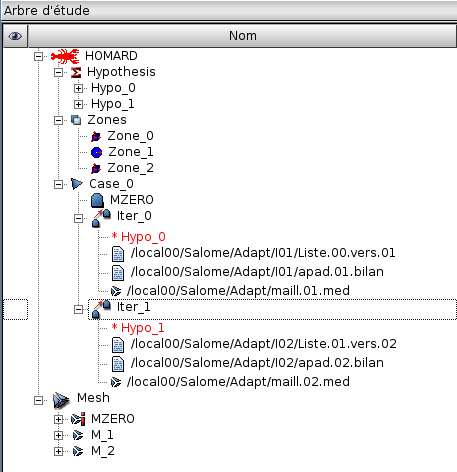 Arbre d'étude
Nom
HOMARD
Hypothesis
Hypo_0
Hypo_1
Zones
Zone_0
Zone_1
Zone_2
Case_0
MZERO
Iter_0
* Hypo_0
/local00/Salome/Adapt/I01/Liste.00.vers.01
/local00/Salome/Adapt/I01/apad.01.bilan
/local00/Salome/Adapt/maill.01.med
Iter_1
* Hypo_1
/local00/Salome/Adapt/I02/Liste.01.vers.02
/local00/Salome/Adapt/I02/apad.02.bilan
/local00/Salome/Adapt/maill.02.med
Mesh
MZERO
M_1
M_2